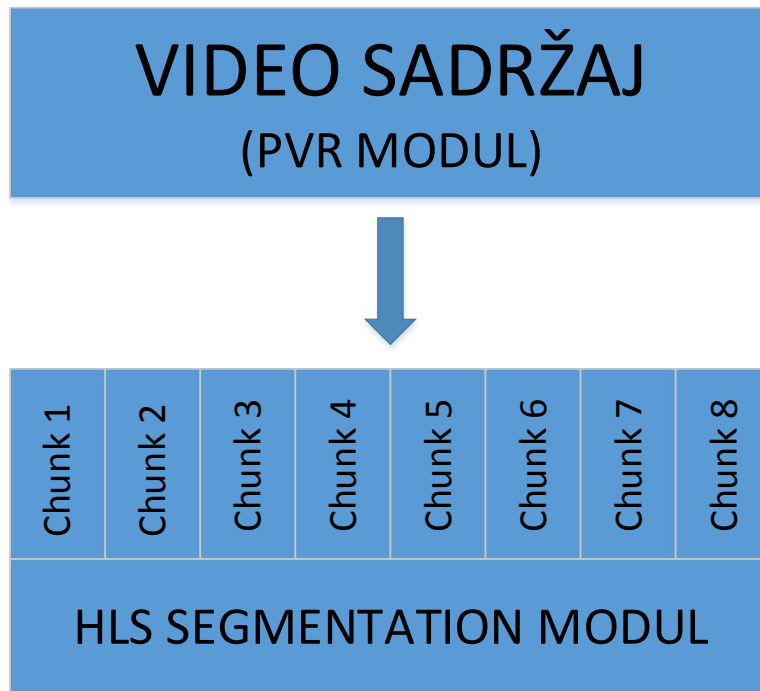 VIDEO SADRŽAJ
(PVR MODUL)
Chunk 1
Chunk 2
Chunk 3
Chunk 4
Chunk 5
Chunk 6
Chunk 7
Chunk 8
HLS SEGMENTATION MODUL